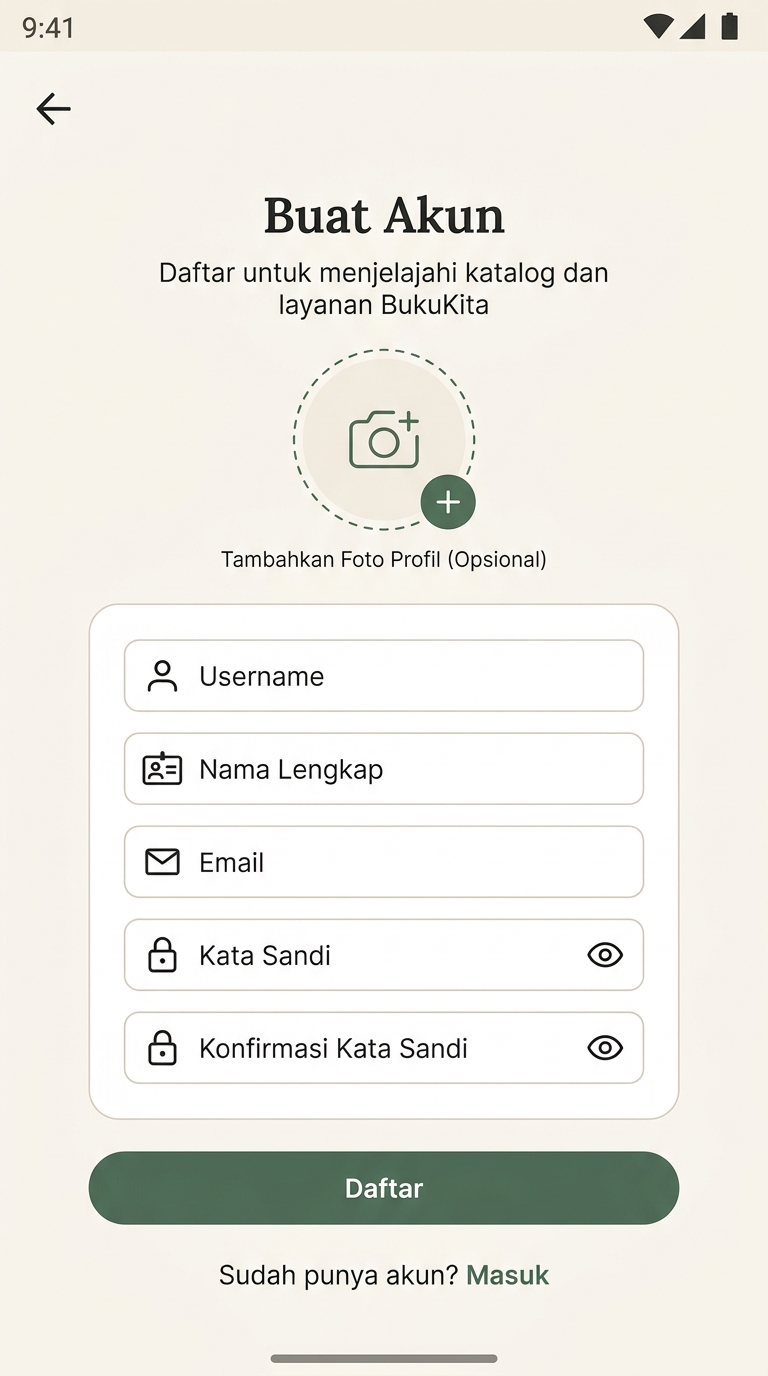 9:41
Buat Akun
Daftar untuk menjelajahi katalog dan
layanan BukuKita
Tambahkan Foto Profil (Opsional)
Username
Nama Lengkap
Email
Kata Sandi
Konfirmasi Kata Sandi
Daftar
Sudah punya akun? Masuk